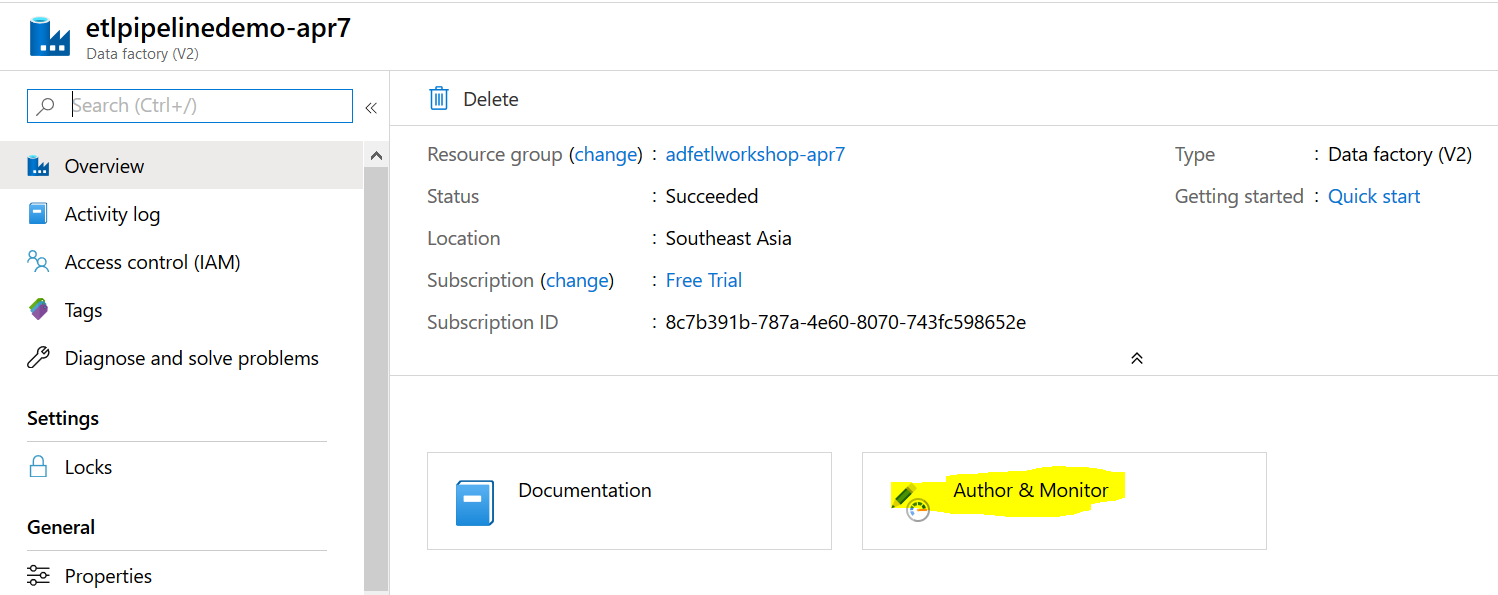 etlpipelinedemo-apr7
Data factory (V2)
Search (Ctrl+/)
Overview
Activity log
Access control (IAM)
Tags
Diagnose and solve problems
Settings
Locks
General
Properties
Delete
Resource group (change) : adfetlworkshop-apr7
Status : Succeeded
Location : Southeast Asia
Subscription (change) : Free Trial
Subscription ID : 8c7b391b-787a-4e60-8070-743fc598652e
Type : Data factory (V2)
Getting started : Quick start
Documentation
Author & Monitor